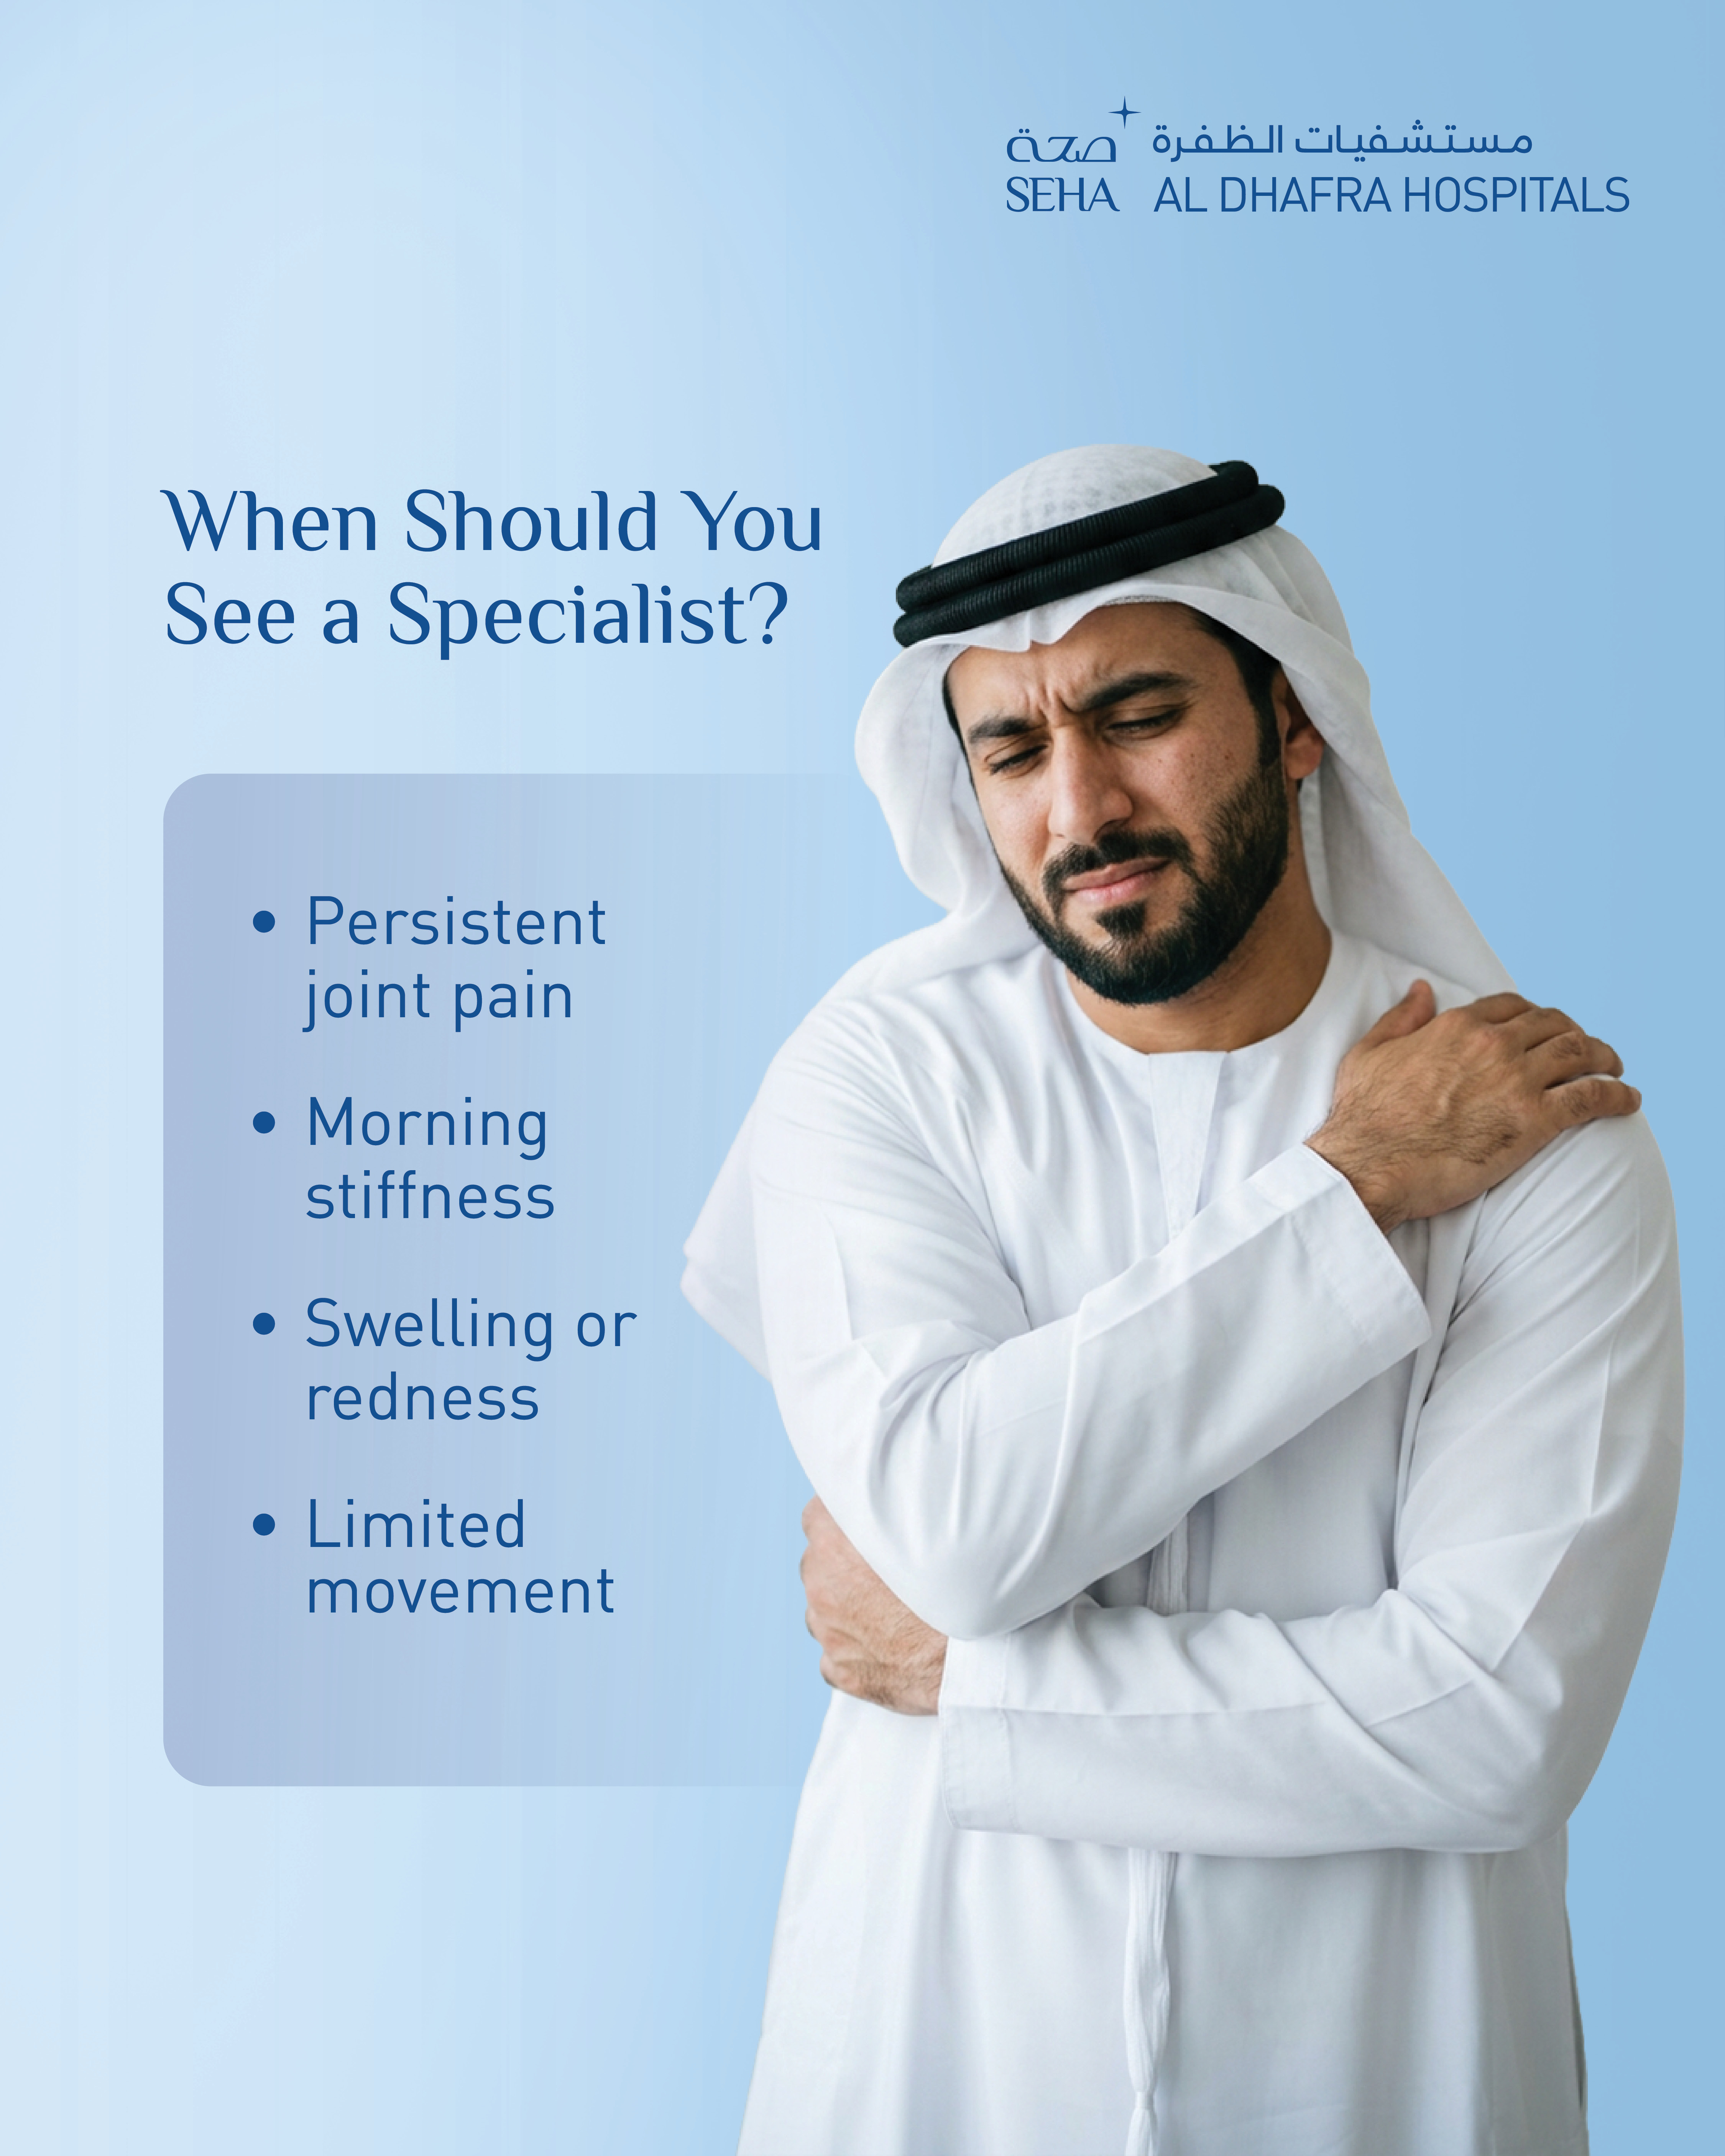 صحة
SEHA
مستشفيات الظفرة
AL DHAFRA HOSPITALS
When Should You
See a Specialist?
• Persistent
joint pain
• Morning
stiffness
• Swelling or
redness
• Limited
movement